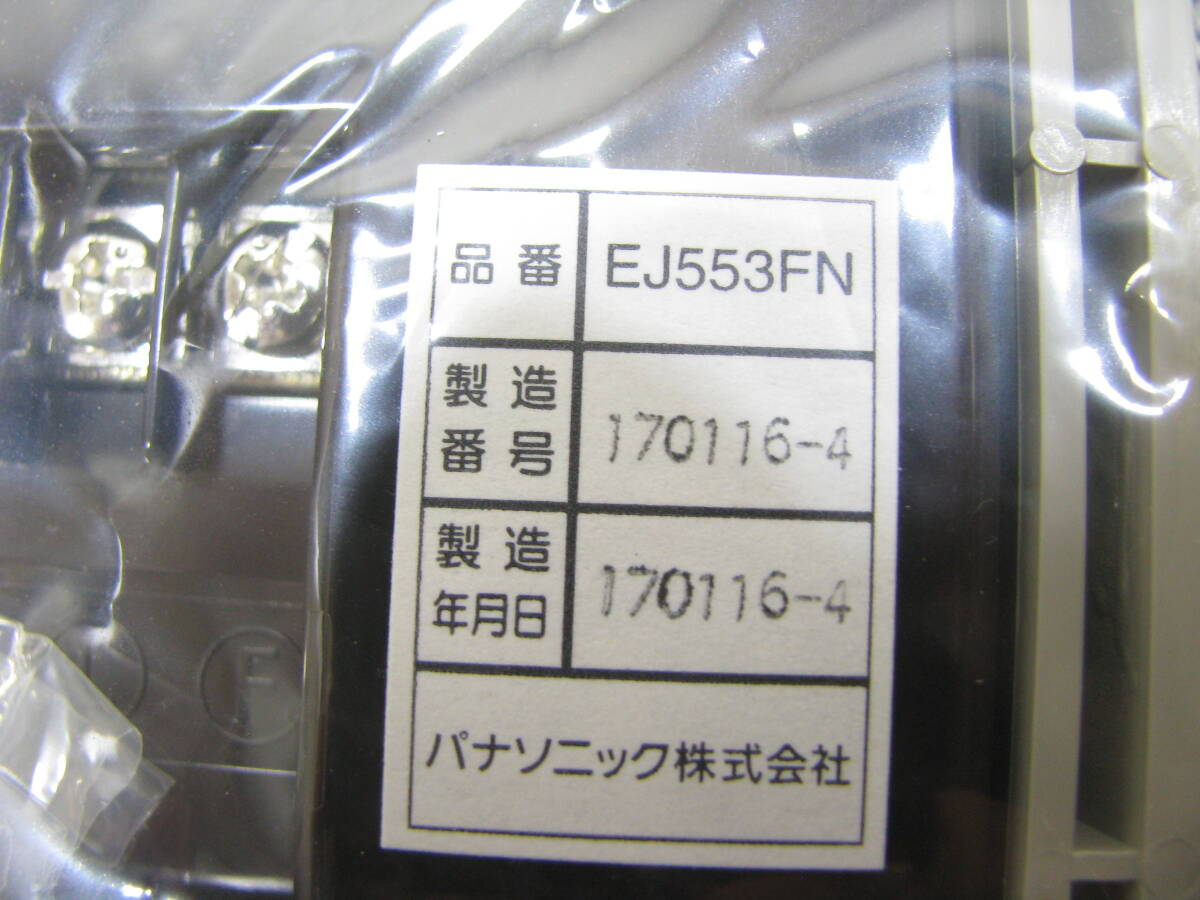 品番 EJ553FN
製造
番号 170116-4
製造
年月日 170116-4
パナソニック株式会社
F